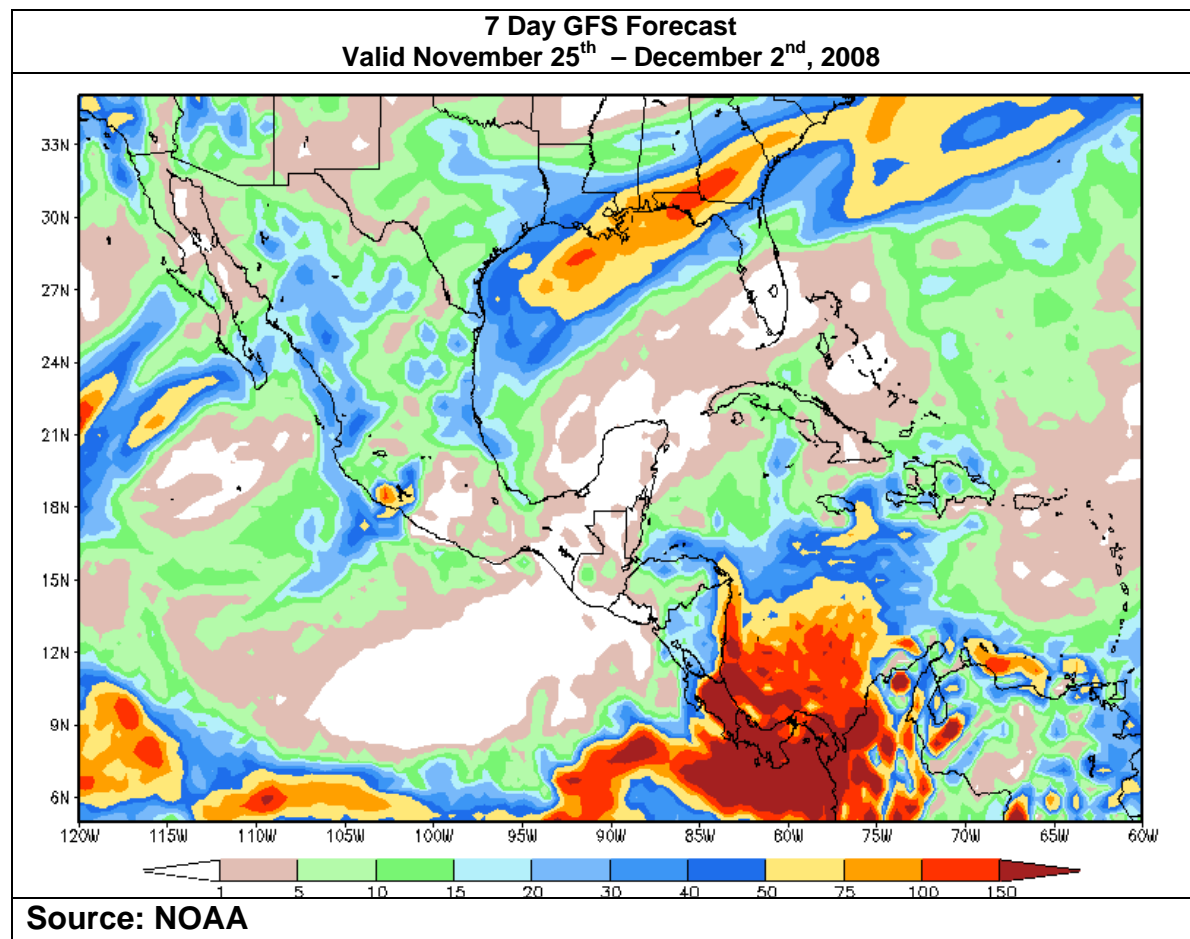 7 Day GFS Forecast
Valid November 25th – December 2nd, 2008
33N
30N
27N
24N
21N
18N
15N
12N
9N
6N
120W 115W 110W 105W 100W 95W 90W 85W 80W 75W 70W 65W 60W
1 5 10 15 20 30 40 50 75 100 150
Source: NOAA